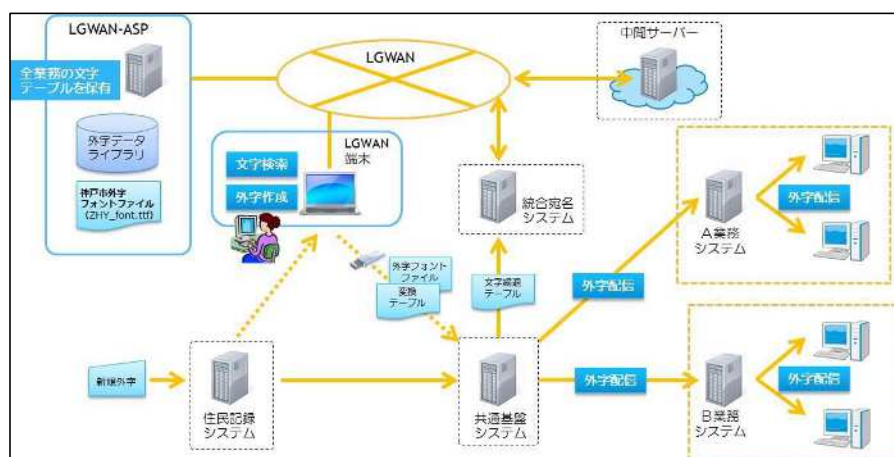 LGWAN-ASP
全業務の文字
テーブルを保有
外字データ
ライブラリ
神戸市外字
フォントファイル
(ZHY_font.ttf)
LGWAN
中間サーバー
LGWAN
端末
文字検索
外字作成
統合宛名
システム
A業務
システム
外字配信
外字フォント
ファイル
変換
テーブル
文字縮退
テーブル
外字配信
新規外字
住民記録
システム
共通基盤
システム
外字配信
B業務
システム
外字配信